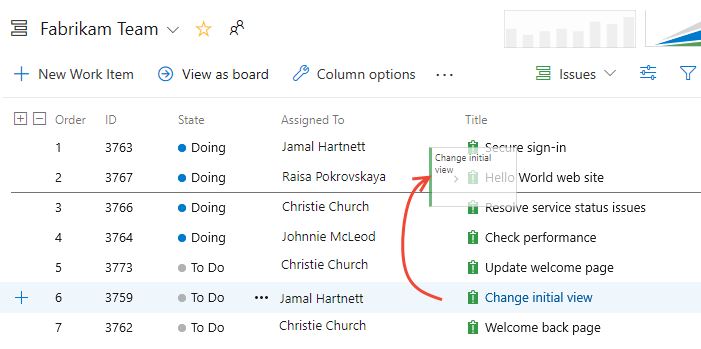 Fabrikam Team
New Work Item View as board Column options ... Issues
Order ID State Assigned To Title
1 3763 Doing Jamal Hartnett Secure sign-in
Change initial
view
2 3767 Doing Raisa Pokrovskaya Hello World web site
3 3766 Doing Christie Church Resolve service status issues
4 3764 Doing Johnnie McLeod Check performance
5 3773 To Do Christie Church Update welcome page
6 3759 To Do ... Jamal Hartnett Change initial view
7 3762 To Do Christie Church Welcome back page